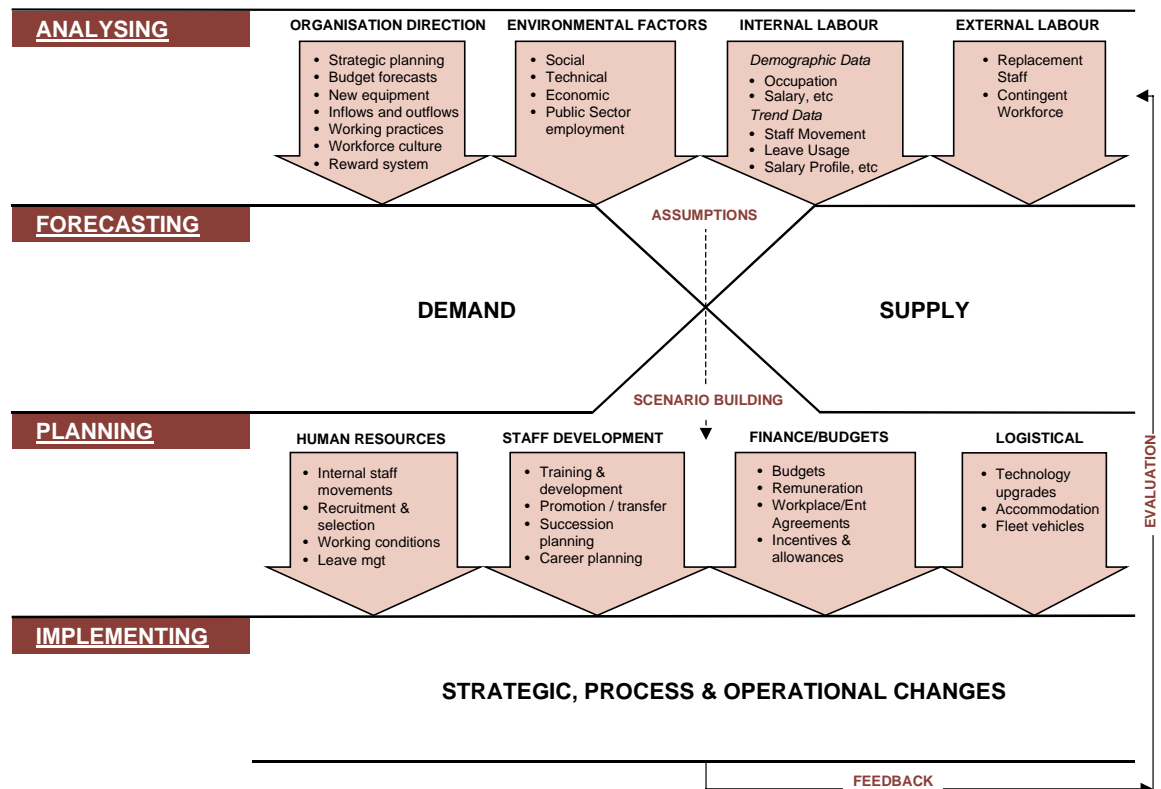 ANALYSING
ORGANISATION DIRECTION
• Strategic planning
• Budget forecasts
• New equipment
• Inflows and outflows
• Working practices
• Workforce culture
• Reward system
ENVIRONMENTAL FACTORS
• Social
• Technical
• Economic
• Public Sector
employment
INTERNAL LABOUR
Demographic Data
• Occupation
• Salary, etc
Trend Data
• Staff Movement
• Leave Usage
• Salary Profile, etc
EXTERNAL LABOUR
• Replacement
Staff
• Contingent
Workforce
FORECASTING
ASSUMPTIONS
DEMAND
SUPPLY
SCENARIO BUILDING
PLANNING
HUMAN RESOURCES
• Internal staff
movements
• Recruitment &
selection
• Working conditions
• Leave mgt
STAFF DEVELOPMENT
• Training &
development
• Promotion / transfer
• Succession
planning
• Career planning
FINANCE/BUDGETS
• Budgets
• Remuneration
• Workplace/Ent
Agreements
• Incentives &
allowances
LOGISTICAL
• Technology
upgrades
• Accommodation
• Fleet vehicles
EVALUATION
IMPLEMENTING
STRATEGIC, PROCESS & OPERATIONAL CHANGES
FEEDBACK